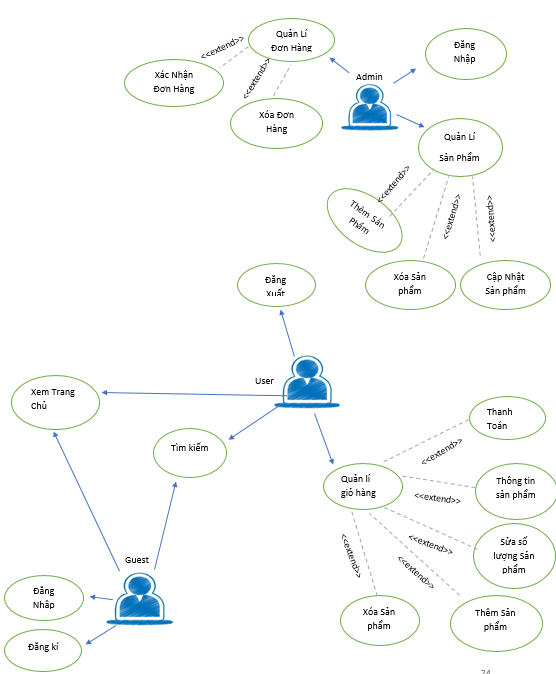 Quản Lí
Đơn Hàng
<<extend>>
Đăng
Nhập
Xác Nhận
Đơn Hàng
<<extend>>
Admin
Xóa Đơn
Hàng
Quản Lí
Sản Phẩm
<<extend>>
<<extend>>
<<extend>>
Thêm Sản
Phẩm
Xóa Sản
phẩm
Cập Nhật
Sản phẩm
Đăng
Xuất
User
Xem Trang
Chủ
Tìm kiếm
Thanh
Toán
<<extend>>
Quản lí
giỏ hàng
Thông tin
sản phẩm
<<extend>>
Sửa số
lượng Sản
phẩm
<<extend>>
<<extend>>
<<extend>>
Guest
Đăng
Nhập
Xóa Sản
phẩm
Thêm Sản
phẩm
Đăng kí
24